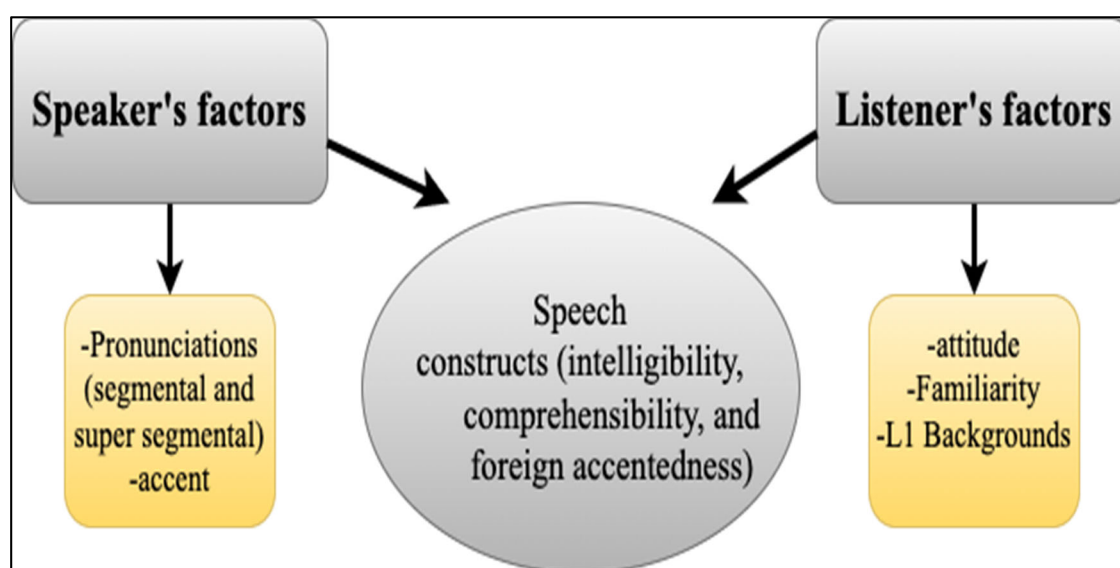 Speaker's factors
Listener's factors
-Pronunciations
(segmental and
super segmental)
-accent
Speech
constructs (intelligibility,
comprehensibility, and
foreign accentedness)
-attitude
-Familiarity
-L1 Backgrounds